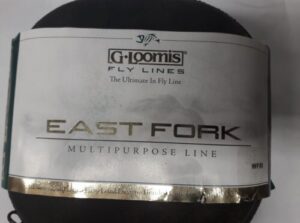 G·Loomis®
FLY LINES
The Ultimate In Fly Line
EAST FORK
MULTIPURPOSE LINE